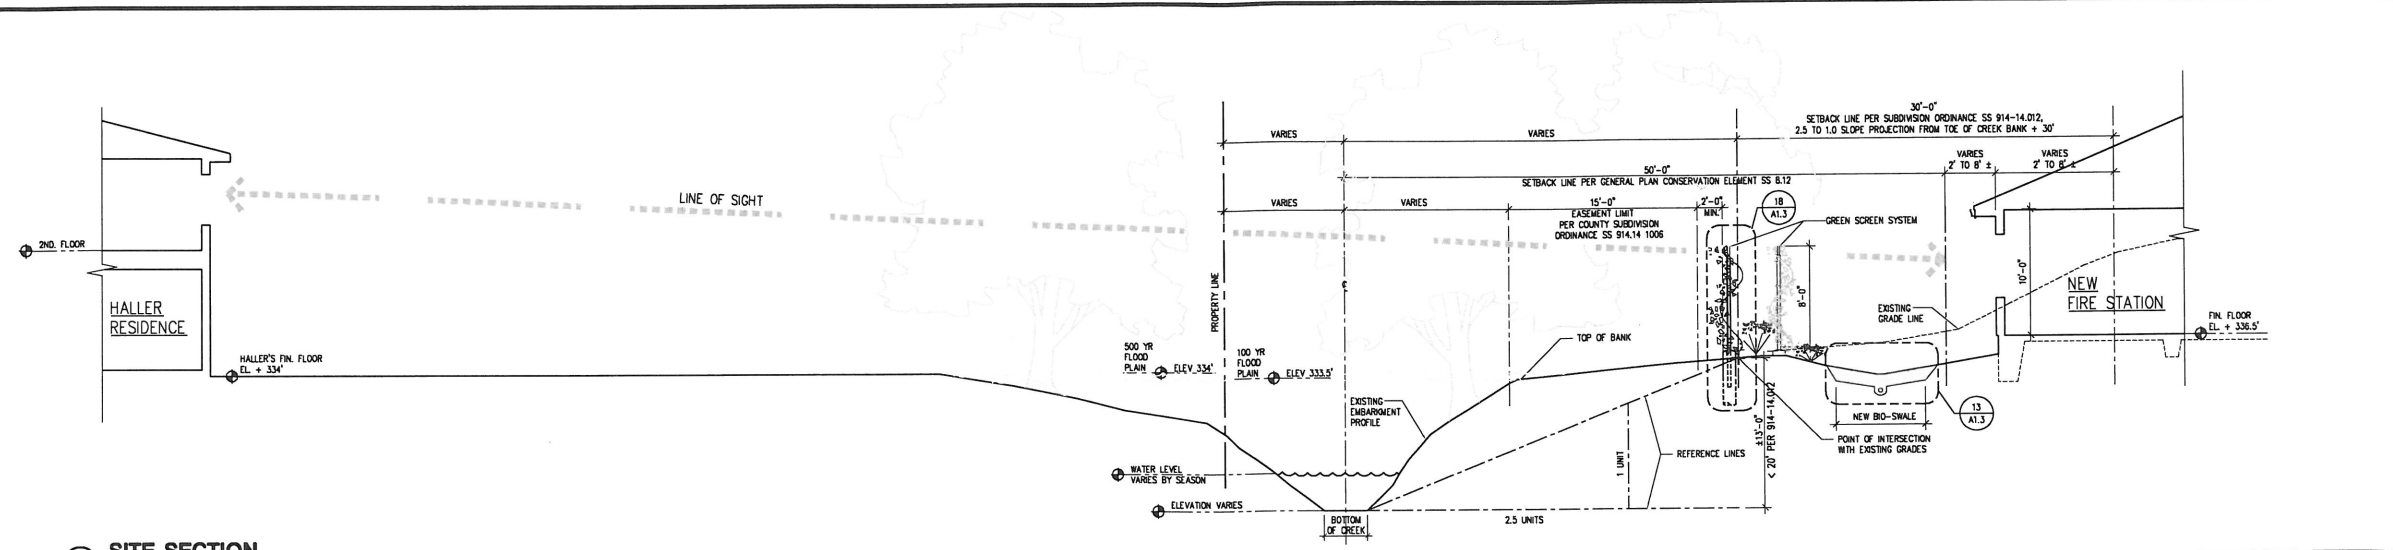 30'-0"
SETBACK LINE PER SUBDIVISION ORDINANCE SS 914-14.012,
2.5 TO 1.0 SLOPE PROJECTION FROM TOE OF CREEK BANK + 30'
VARIES
VARIES
VARIES
2' TO 8' ±
VARIES
2' TO 8' ±
50'-0"
SETBACK LINE PER GENERAL PLAN CONSERVATION ELEMENT SS 8.12
LINE OF SIGHT
VARIES
VARIES
15'-0"
EASEMENT LIMIT
PER COUNTY SUBDIVISION
ORDINANCE SS 914.14 1006
2'-0"
MIN.
18
A1.3
GREEN SCREEN SYSTEM
2ND. FLOOR
HALLER
RESIDENCE
HALLER'S FIN. FLOOR
EL. + 334'
PROPERTY LINE
500 YR
FLOOD
PLAIN
ELEV 334'
100 YR
FLOOD
PLAIN
ELEV 333.5'
TOP OF BANK
8'-0"
EXISTING
GRADE LINE
10'-0"
NEW
FIRE STATION
FIN. FLOOR
EL. + 336.5'
EXISTING
EMBARKMENT
PROFILE
NEW BIO-SWALE
13
A1.3
POINT OF INTERSECTION
WITH EXISTING GRADES
±13'-0"
< 20' PER 914-14.012
REFERENCE LINES
1 UNIT
WATER LEVEL
VARIES BY SEASON
ELEVATION VARIES
BOTTOM
OF CREEK
2.5 UNITS
SITE SECTION